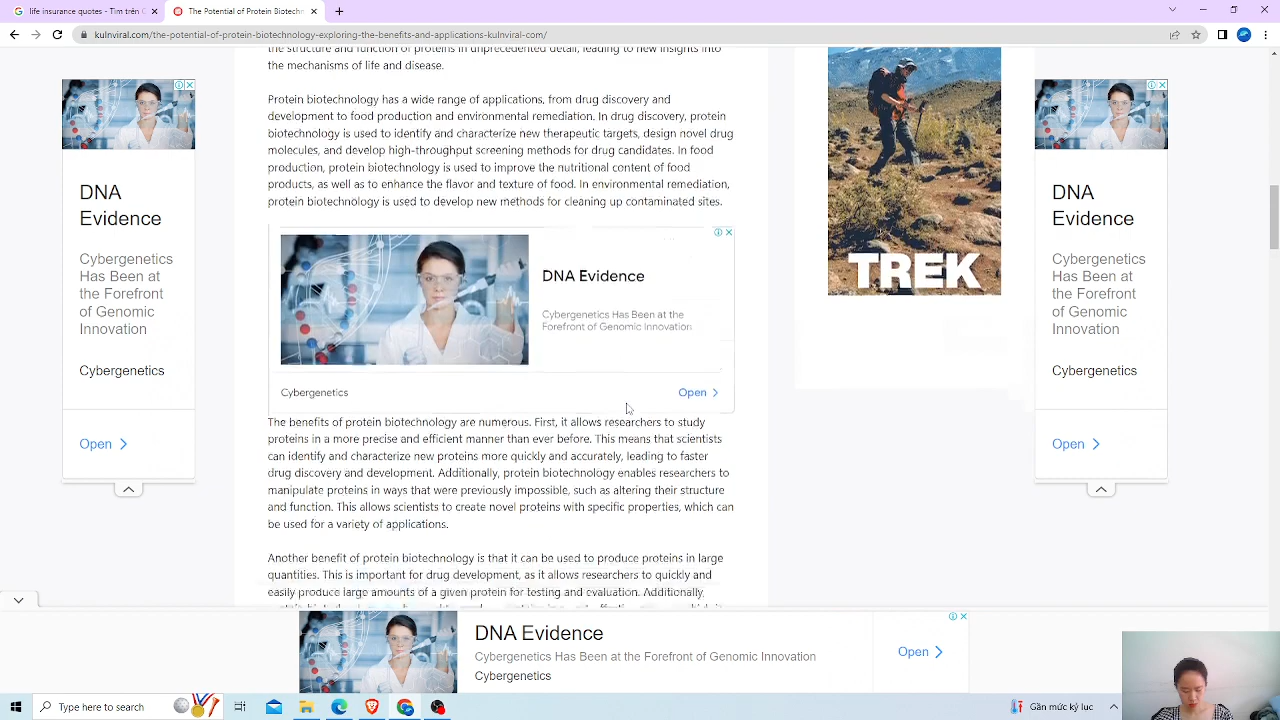 life insurance quotes - Trên C
The Potential of Protein Biotech
kulnviral.com/the-potential-of-protein-biotechnology-exploring-the-benefits-and-applications-kulnviral-com/
the structure and function of proteins in unprecedented detail, leading to new insights into
the mechanisms of life and disease.
Protein biotechnology has a wide range of applications, from drug discovery and
development to food production and environmental remediation. In drug discovery, protein
biotechnology is used to identify and characterize new therapeutic targets, design novel drug
molecules, and develop high-throughput screening methods for drug candidates. In food
production, protein biotechnology is used to improve the nutritional content of food
products, as well as to enhance the flavor and texture of food. In environmental remediation,
protein biotechnology is used to develop new methods for cleaning up contaminated sites.
DNA Evidence
Cybergenetics Has Been at the
Forefront of Genomic Innovation
Cybergenetics
Open
The benefits of protein biotechnology are numerous. First, it allows researchers to study
proteins in a more precise and efficient manner than ever before. This means that scientists
can identify and characterize new proteins more quickly and accurately, leading to faster
drug discovery and development. Additionally, protein biotechnology enables researchers to
manipulate proteins in ways that were previously impossible, such as altering their structure
and function. This allows scientists to create novel proteins with specific properties, which can
be used for a variety of applications.
Another benefit of protein biotechnology is that it can be used to produce proteins in large
quantities. This is important for drug development, as it allows researchers to quickly and
easily produce large amounts of a given protein for testing and evaluation. Additionally,
DNA
Evidence
Cybergenetics
Has Been at
the Forefront
of Genomic
Innovation
Cybergenetics
Open
TREK
DNA
Evidence
Cybergenetics
Has Been at
the Forefront
of Genomic
Innovation
Cybergenetics
Open
DNA Evidence
Cybergenetics Has Been at the Forefront of Genomic Innovation
Cybergenetics
Open
Type here to search
Gần mức kỷ luc